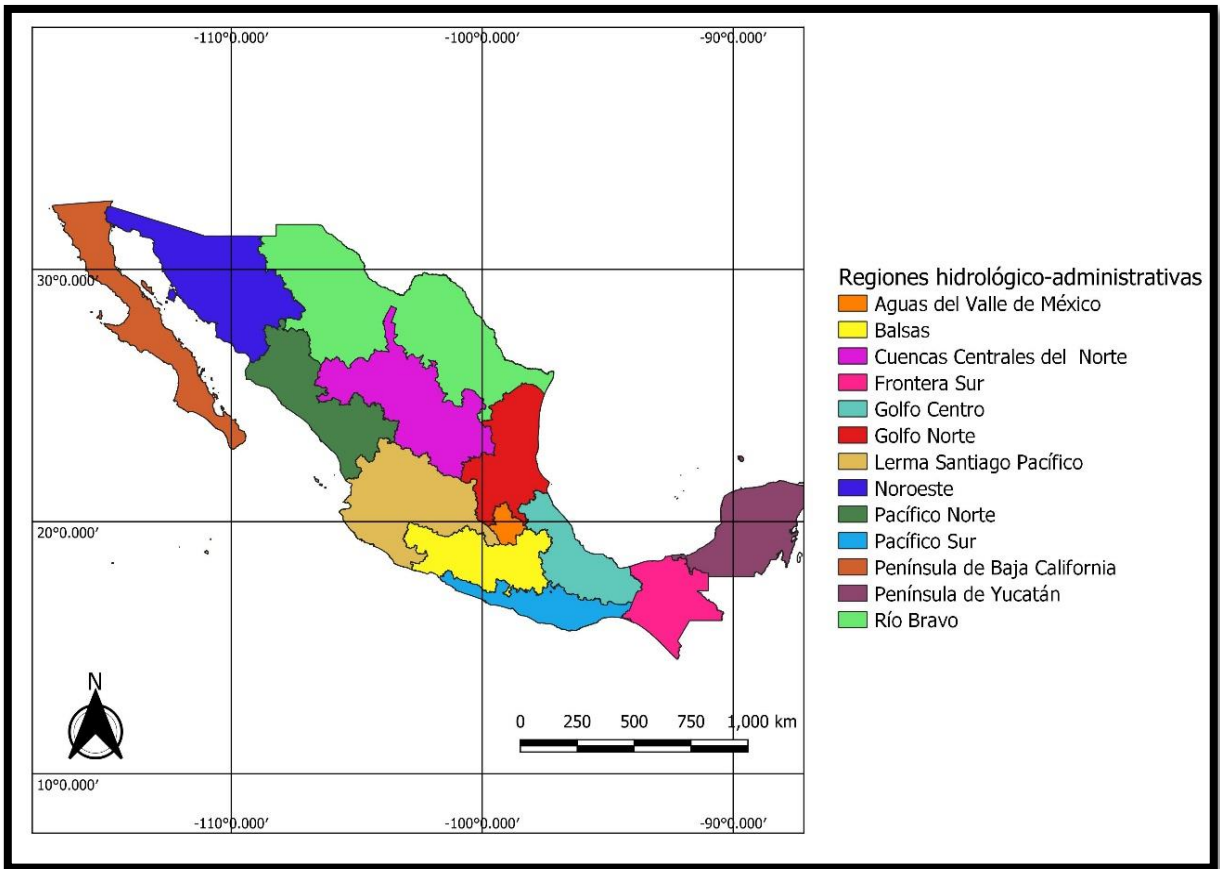 -110°0.000′ -100°0.000′ -90°0.000′
30°0.000′
20°0.000′
10°0.000′
-110°0.000′ -100°0.000′ -90°0.000′
N
0 250 500 750 1,000 km
Regiones hidrológico-administrativas
Aguas del Valle de México
Balsas
Cuencas Centrales del  Norte
Frontera Sur
Golfo Centro
Golfo Norte
Lerma Santiago Pacífico
Noroeste
Pacífico Norte
Pacífico Sur
Península de Baja California
Península de Yucatán
Río Bravo